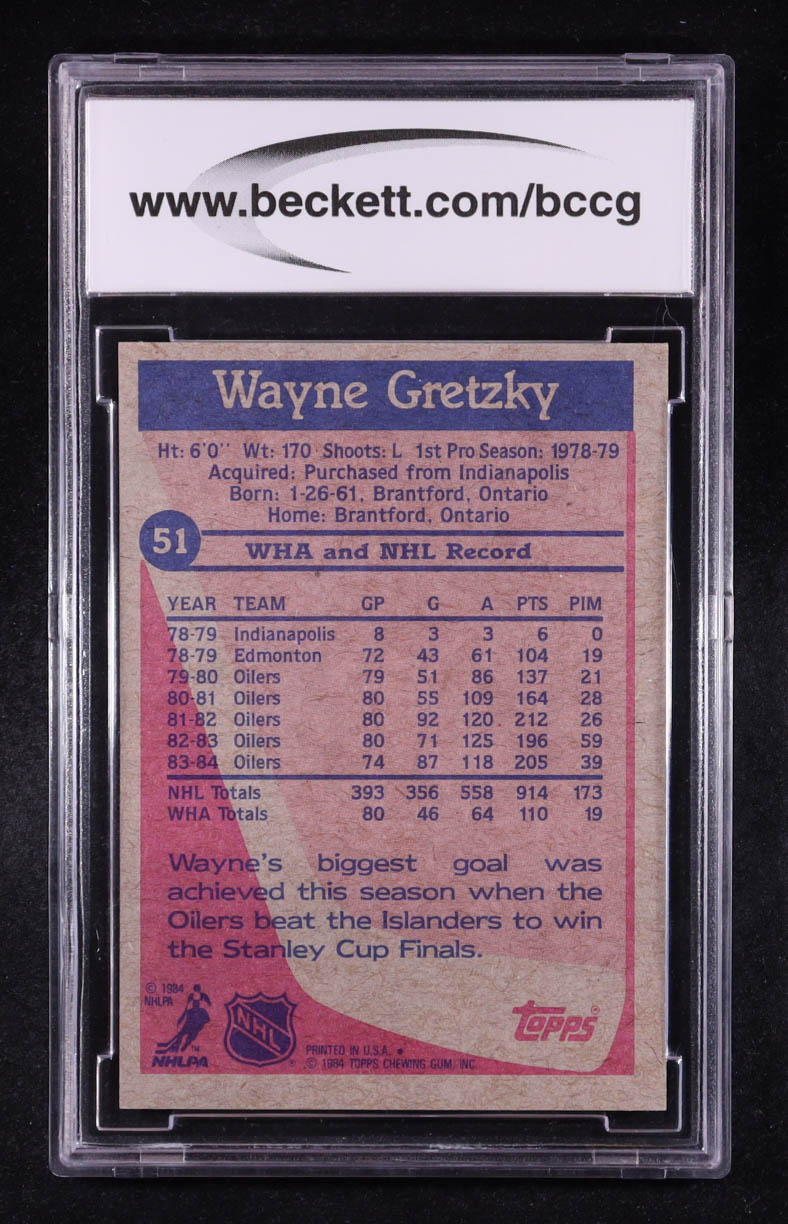 www.beckett.com/bccg
Wayne Gretzky
Ht: 6'0'' Wt: 170 Shoots: L 1st Pro Season: 1978-79
Acquired: Purchased from Indianapolis
Born: 1-26-61, Brantford, Ontario
Home: Brantford, Ontario
51
WHA and NHL Record
YEAR TEAM GP G A PTS PIM
78-79 Indianapolis 8 3 3 6 0
78-79 Edmonton 72 43 61 104 19
79-80 Oilers 79 51 86 137 21
80-81 Oilers 80 55 109 164 28
81-82 Oilers 80 92 120 212 26
82-83 Oilers 80 71 125 196 59
83-84 Oilers 74 87 118 205 39
NHL Totals 393 356 558 914 173
WHA Totals 80 46 64 110 19
Wayne's biggest goal was
achieved this season when the
Oilers beat the Islanders to win
the Stanley Cup Finals.
© 1984
NHLPA
NHLPA™
NHL®
TOPPS®
PRINTED IN U.S.A. *
© 1984 TOPPS CHEWING GUM, INC.